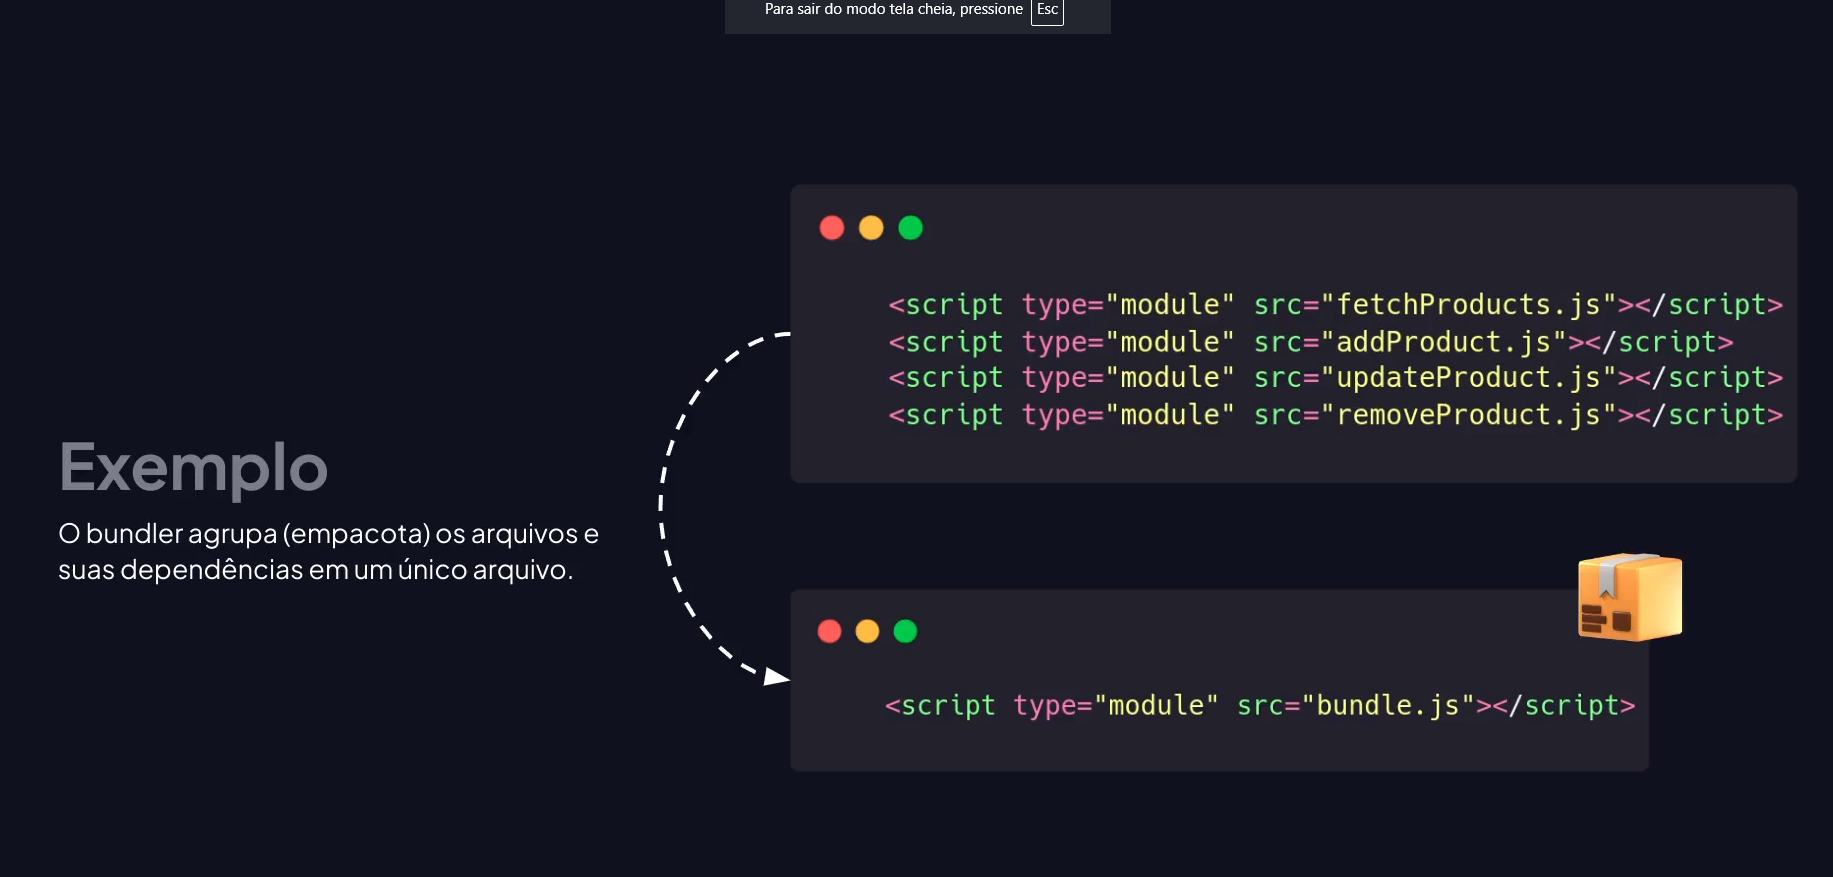 Para sair do modo tela cheia, pressione Esc
<script type="module" src="fetchProducts.js"></script>
<script type="module" src="addProduct.js"></script>
<script type="module" src="updateProduct.js"></script>
<script type="module" src="removeProduct.js"></script>
Exemplo
O bundler agrupa (empacota) os arquivos e
suas dependências em um único arquivo.
<script type="module" src="bundle.js"></script>